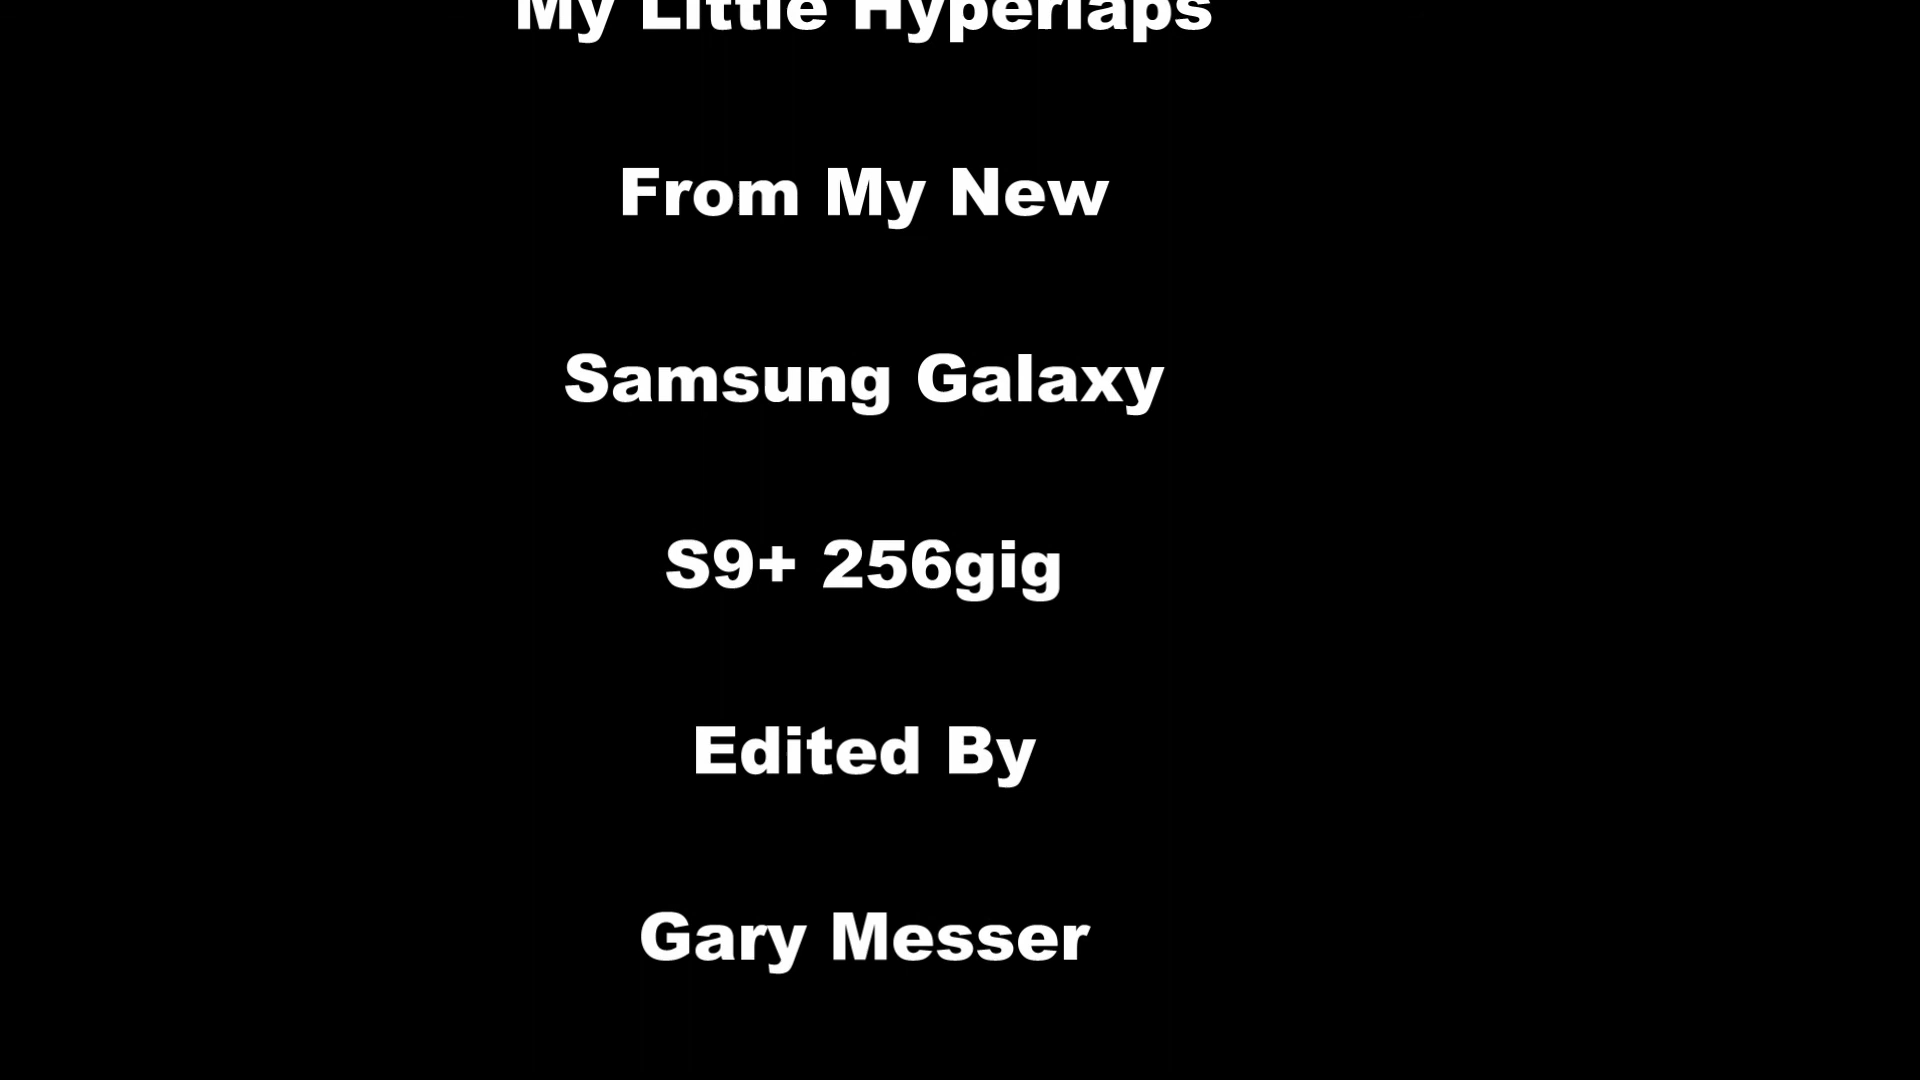 My Little Hyperlaps
From My New
Samsung Galaxy
S9+ 256gig
Edited By
Gary Messer